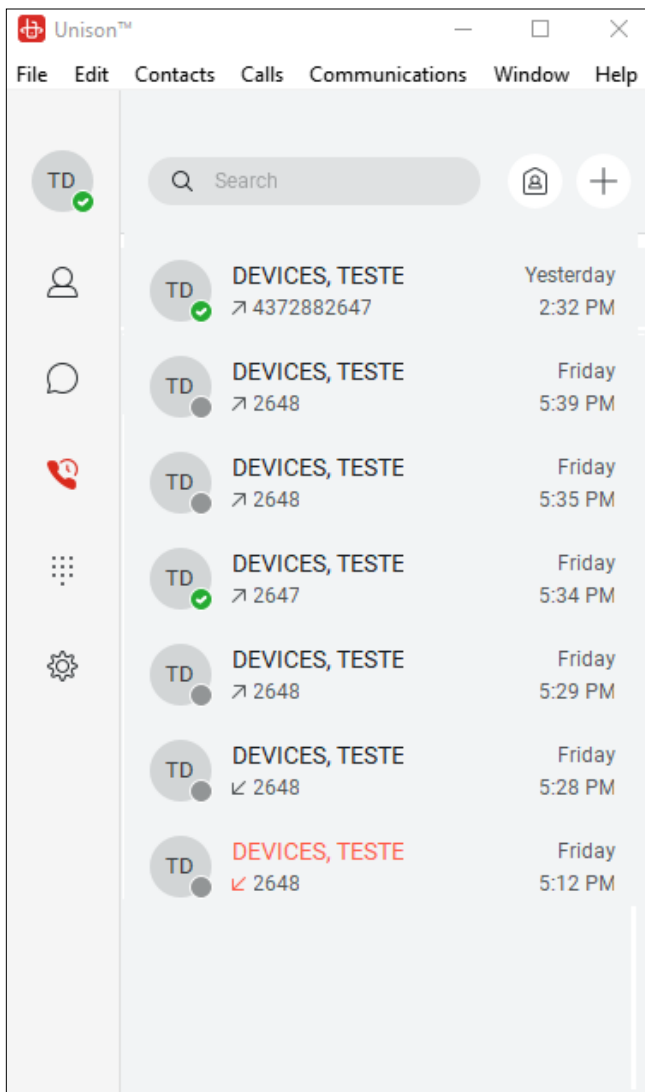 Unison™
File Edit Contacts Calls Communications Window Help
TD
Search
TD DEVICES, TESTE Yesterday
4372882647 2:32 PM
TD DEVICES, TESTE Friday
2648 5:39 PM
TD DEVICES, TESTE Friday
2648 5:35 PM
TD DEVICES, TESTE Friday
2647 5:34 PM
TD DEVICES, TESTE Friday
2648 5:29 PM
TD DEVICES, TESTE Friday
2648 5:28 PM
TD DEVICES, TESTE Friday
2648 5:12 PM